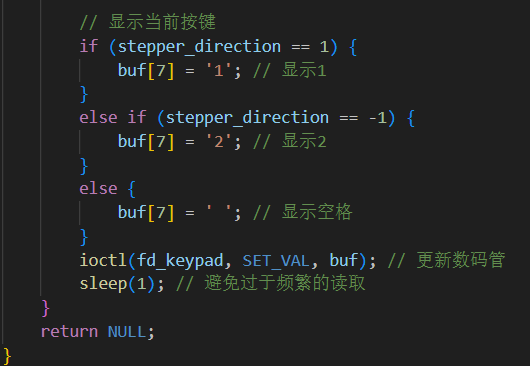 // 显示当前按键
if (stepper_direction == 1) {
buf[7] = '1'; // 显示1
}
else if (stepper_direction == -1) {
buf[7] = '2'; // 显示2
}
else {
buf[7] = ' '; // 显示空格
}
ioctl(fd_keypad, SET_VAL, buf); // 更新数码管
sleep(1); // 避免过于频繁的读取
}
return NULL;
}